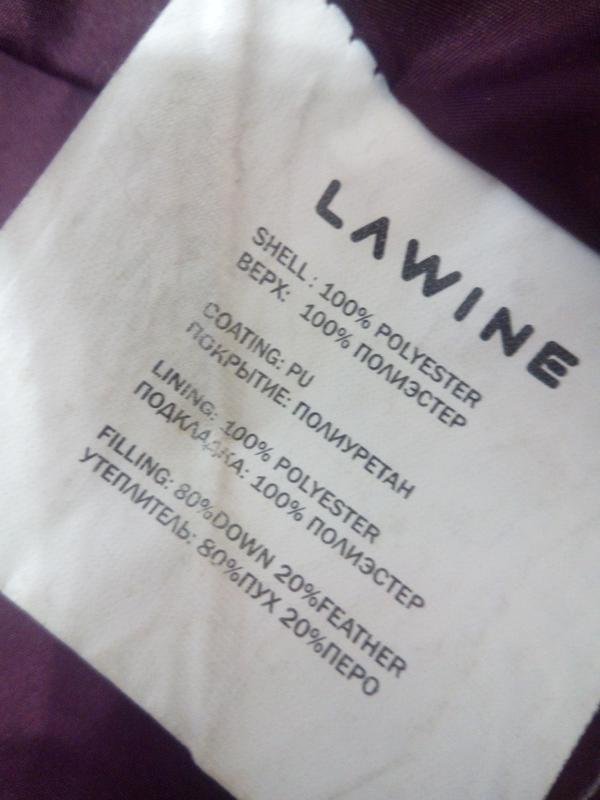 LAWINE
SHELL: 100% POLYESTER
ВЕРХ: 100% ПОЛИЭСТЕР
COATING: PU
ПОКРЫТИЕ: ПОЛИУРЕТАН
LINING: 100% POLYESTER
ПОДКЛАДКА: 100% ПОЛИЭСТЕР
FILLING: 80%DOWN 20%FEATHER
УТЕПЛИТЕЛЬ: 80%ПУХ 20%ПЕРО